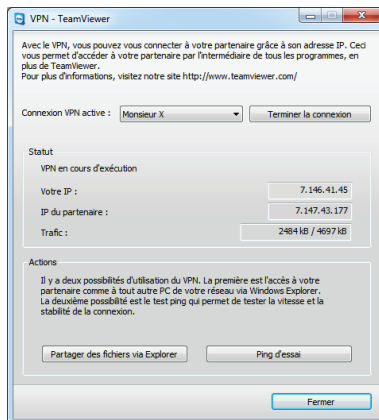 VPN - TeamViewer
Avec le VPN, vous pouvez vous connecter à votre partenaire grâce à son adresse IP. Ceci
vous permet d'accéder à votre partenaire par l'intermédiaire de tous les programmes, en
plus de TeamViewer.
Pour plus d'informations, visitez notre site http://www.teamviewer.com/
Connexion VPN active : Monsieur X Terminer la connexion
Statut
VPN en cours d'exécution
Votre IP : 7.146.41.45
IP du partenaire : 7.147.43.177
Trafic : 2484 kB / 4697 kB
Actions
Il y a deux possibilités d'utilisation du VPN. La première est l'accès à votre
partenaire comme à tout autre PC de votre réseau via Windows Explorer.
La deuxième possibilité est le test ping qui permet de tester la vitesse et la
stabilité de la connexion.
Partager des fichiers via Explorer Ping d'essai
Fermer